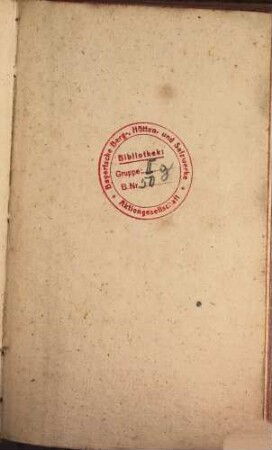 Bayerische Berg-, Hütten- und Salzwerke
Bibliothek:
Gruppe: I g
B.Nr. 50
* Aktiengesellschaft *